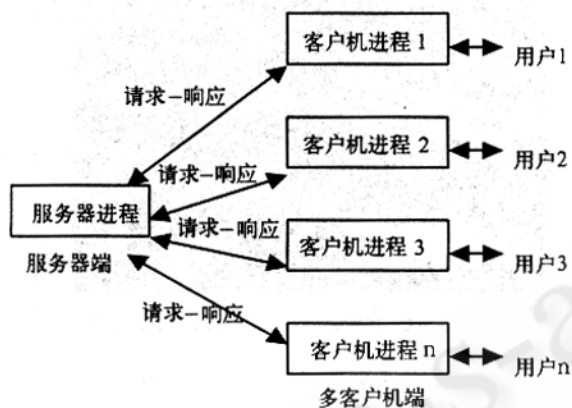 客户机进程 1
用户1
请求-响应
客户机进程 2
用户2
请求-响应
服务器进程
请求-响应
客户机进程 3
用户3
服务器端
请求-响应
客户机进程 n
用户n
多客户机端